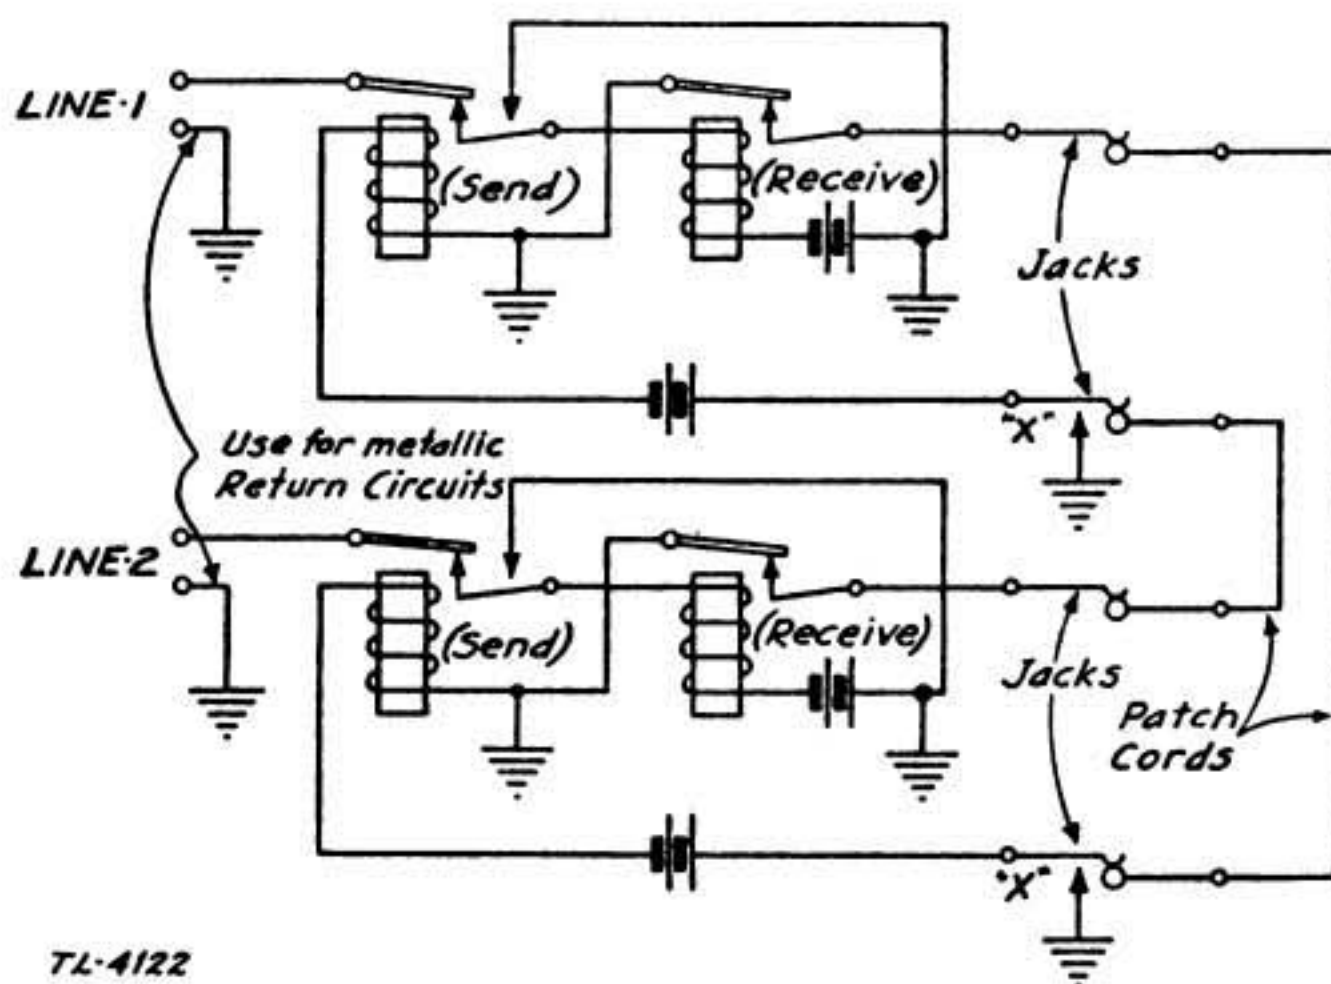 LINE·1
(Send)
(Receive)
Jacks
"X"
Use for metallic
Return Circuits
LINE·2
(Send)
(Receive)
Jacks
Patch
Cords
"X"
TL-4122